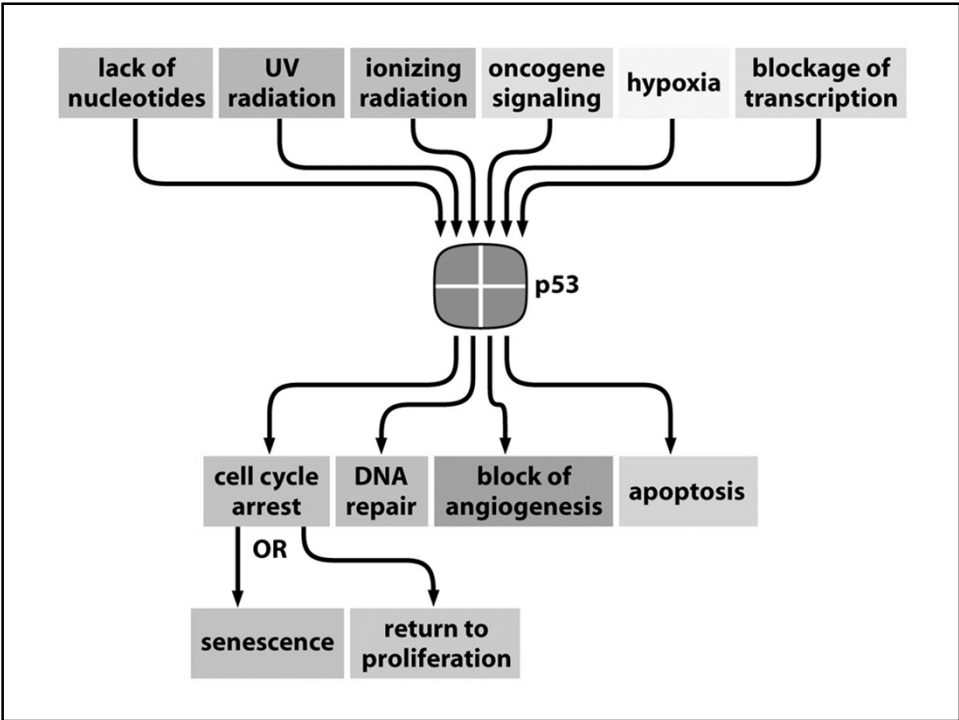 lack of
nucleotides
UV
radiation
ionizing
radiation
oncogene
signaling
hypoxia
blockage of
transcription
p53
cell cycle
arrest
DNA
repair
block of
angiogenesis
apoptosis
OR
senescence
return to
proliferation